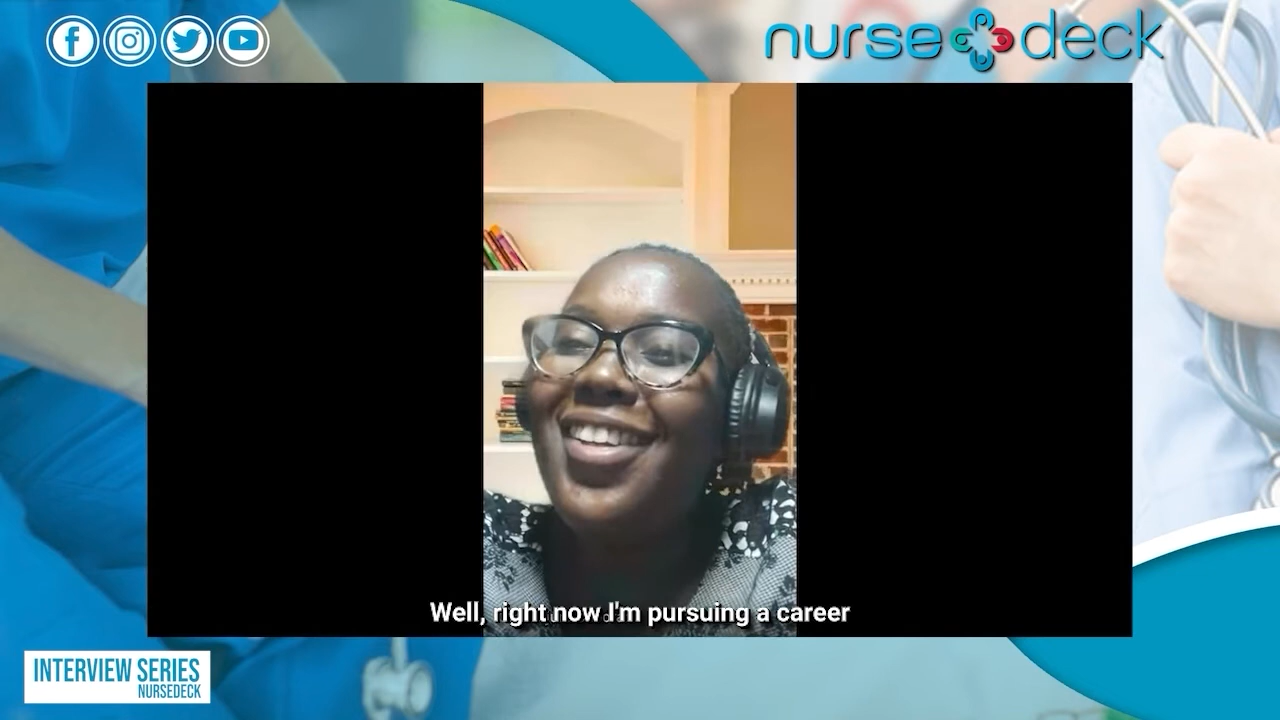 nurse deck
Well, right now I'm pursuing a career
INTERVIEW SERIES
NURSEDECK